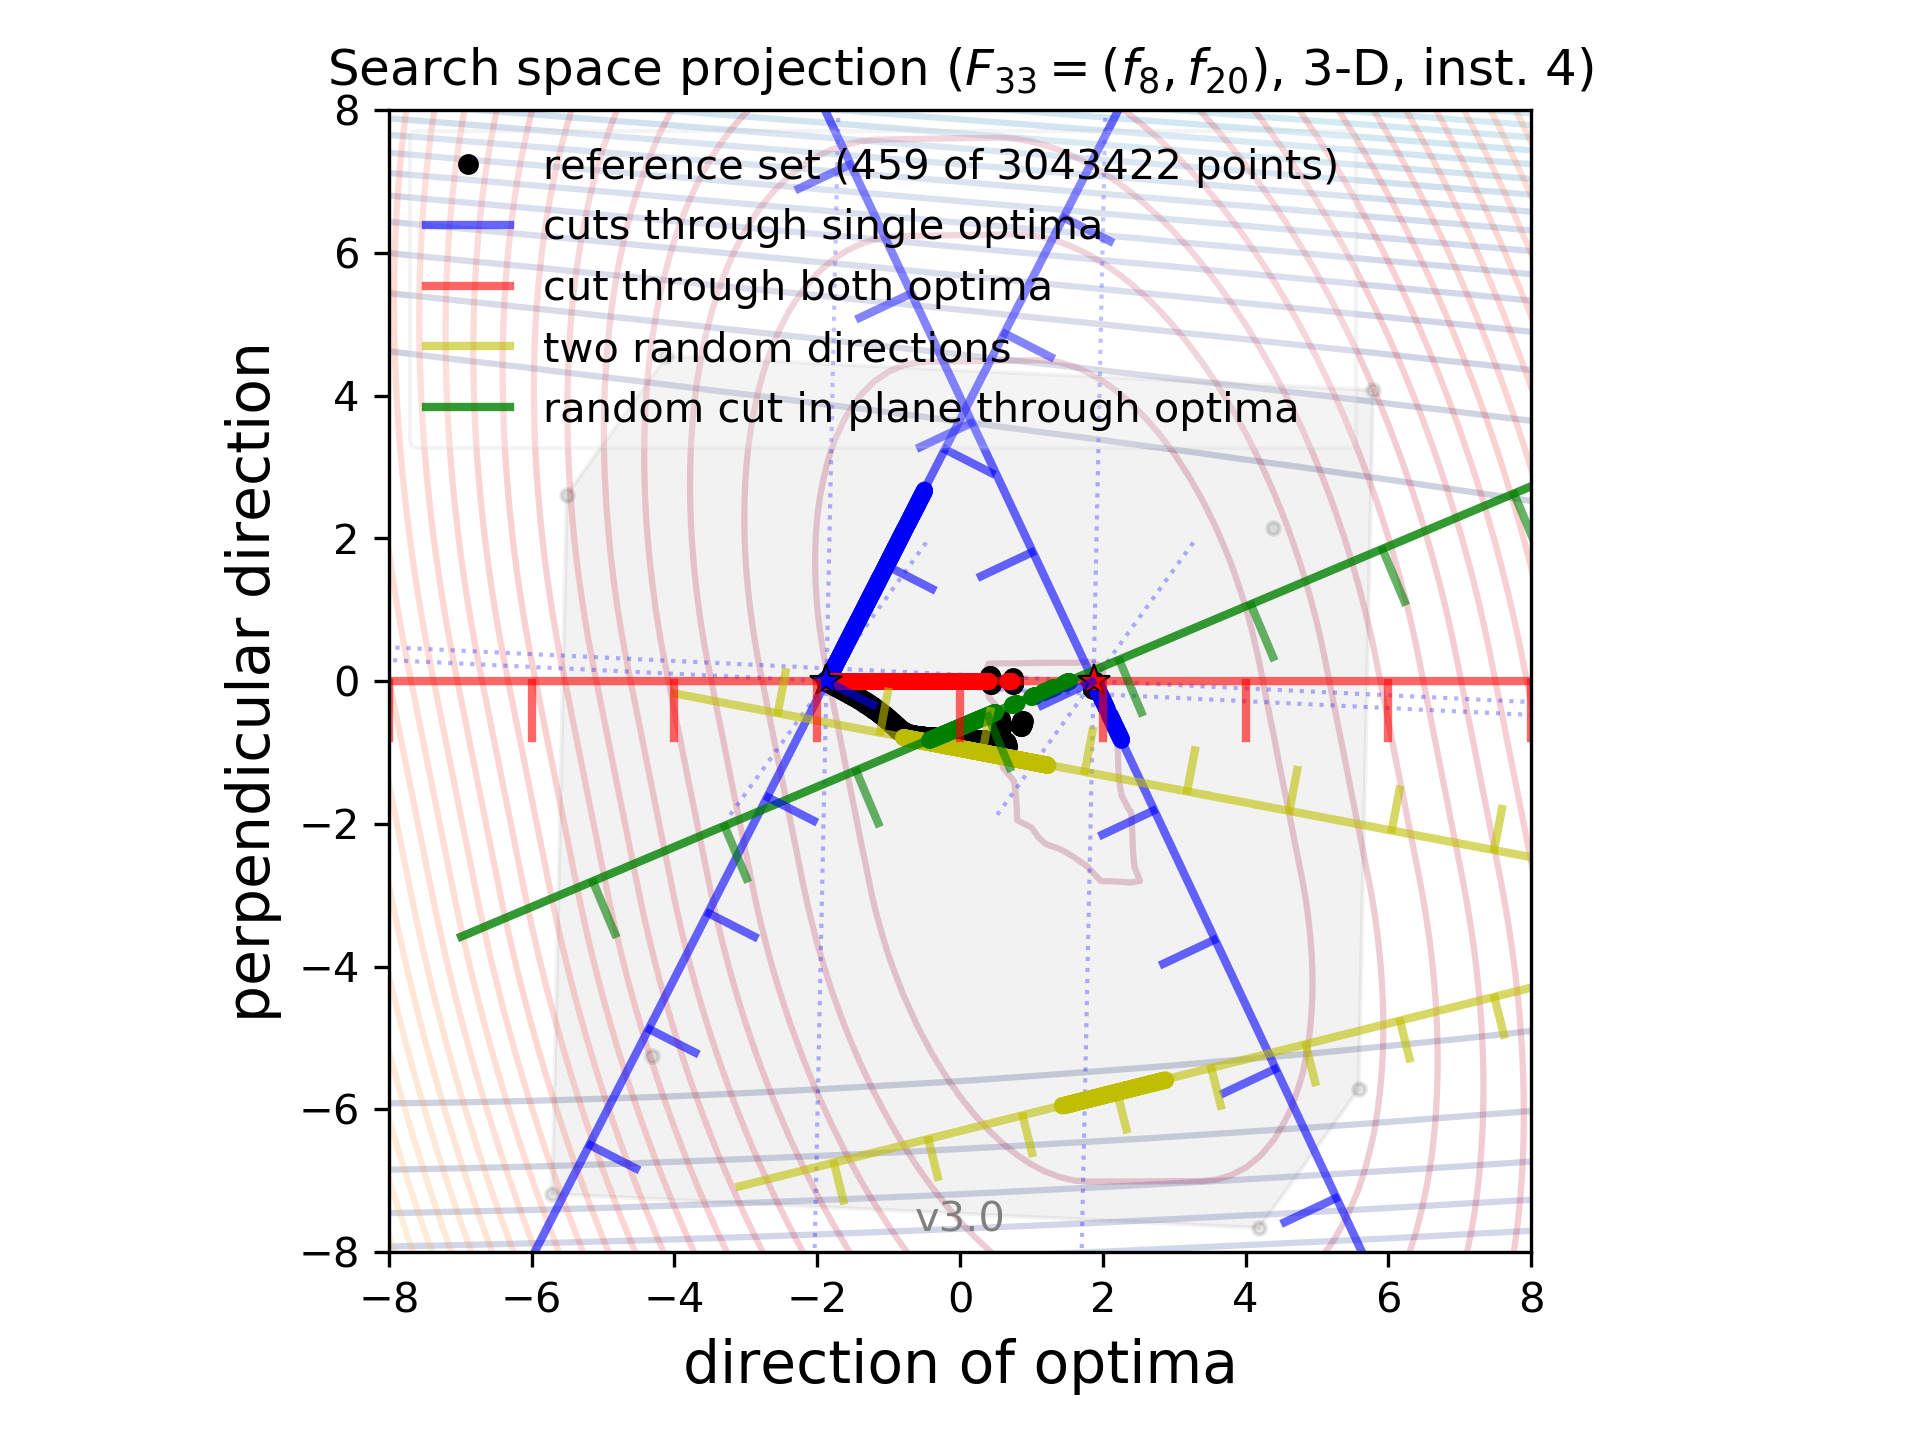 Search space projection (F33 = (f8, f20), 3-D, inst. 4)
reference set (459 of 3043422 points)
cuts through single optima
cut through both optima
two random directions
random cut in plane through optima
8
6
4
2
0
−2
−4
−6
−8
perpendicular direction
v3.0
−8 −6 −4 −2 0 2 4 6 8
direction of optima